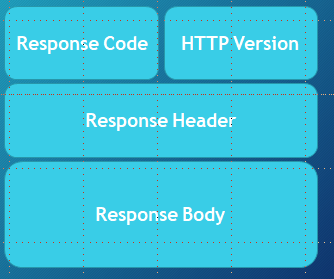 Response Code
HTTP Version
Response Header
Response Body